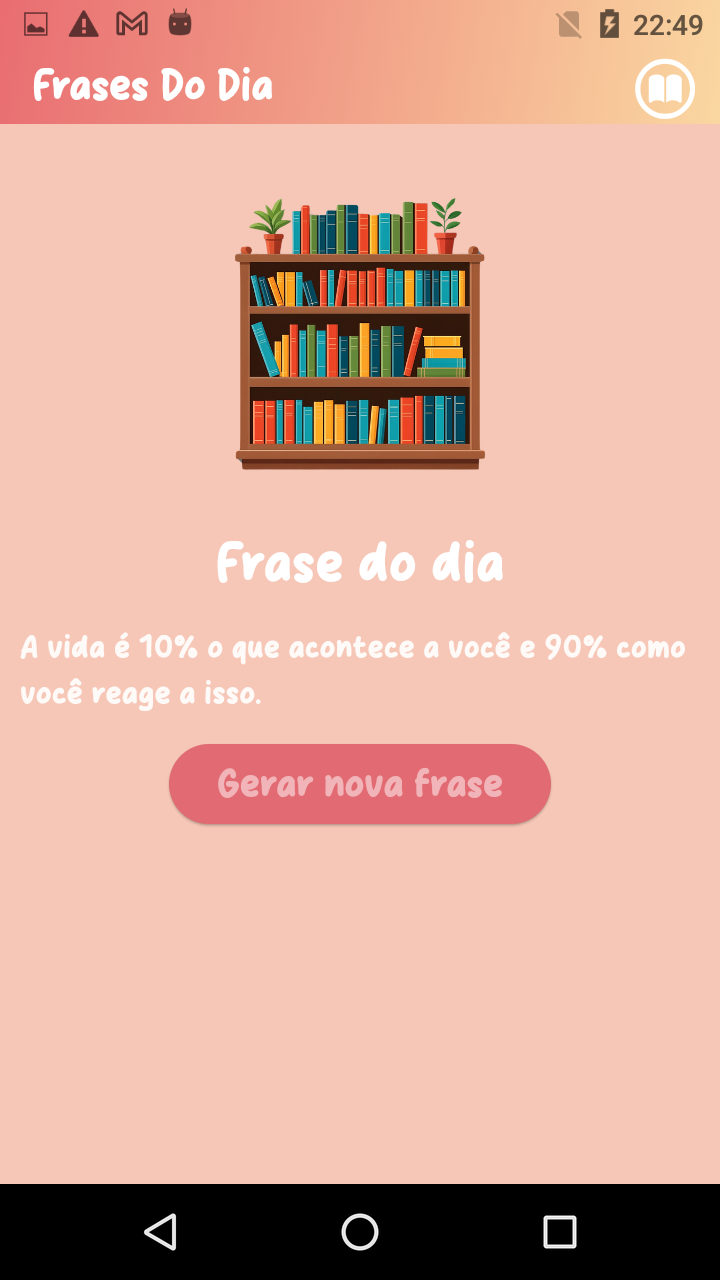 22:49
Frases Do Dia
Frase do dia
A vida é 10% o que acontece a você e 90% como
você reage a isso.
Gerar nova frase